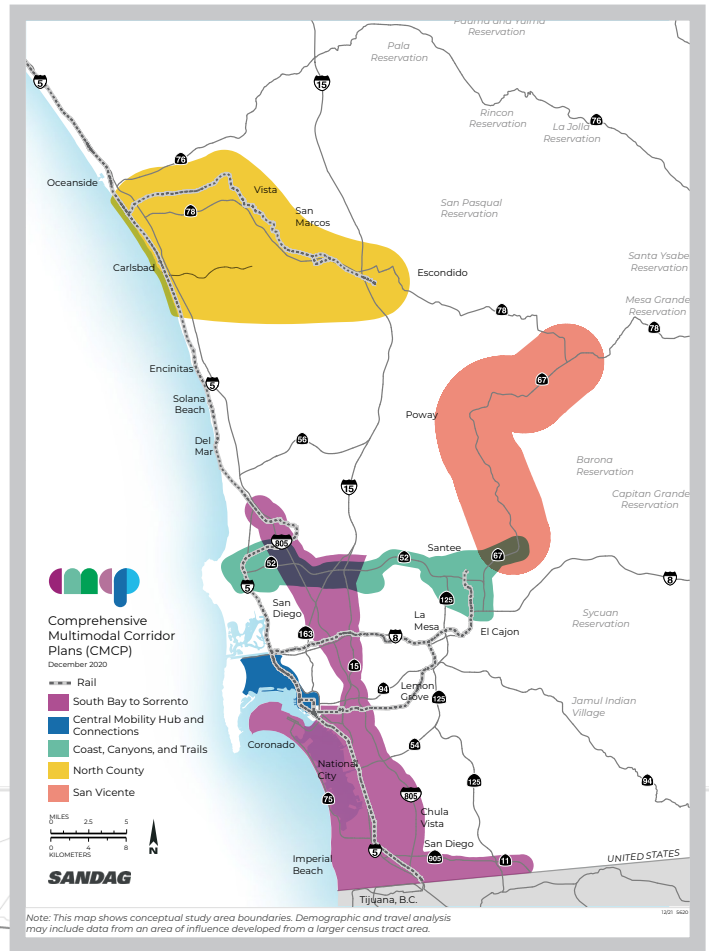 Pauma and Yuima
Reservation
Pala
Reservation
5
15
Rincon
Reservation
76
La Jolla
Reservation
76
Oceanside
Vista
78
San
Marcos
San Pasqual
Reservation
Santa Ysabe
Reservation
Carlsbad
Escondido
Mesa Grande
Reservation
78
78
Encinitas
5
67
Solana
Beach
Poway
Del
Mar
56
Barona
Reservation
15
Capitan Grande
Reservation
805
52
52
Santee
67
5
8
125
San
Diego
La
Mesa
Sycuan
Reservation
163
8
El Cajon
15
94
Lemon
Grove
125
Jamul Indian
Village
Coronado
54
National
City
125
94
75
805
Chula
Vista
San Diego
5
905
11
Imperial
Beach
UNITED STATES
Tijuana, B.C.
Comprehensive
Multimodal Corridor
Plans (CMCP)
December 2020
Rail
South Bay to Sorrento
Central Mobility Hub and
Connections
Coast, Canyons, and Trails
North County
San Vicente
MILES
0 2.5 5
0 4 8
KILOMETERS
N
SANDAG
12/21 5620
Note: This map shows conceptual study area boundaries. Demographic and travel analysis
may include data from an area of influence developed from a larger census tract area.